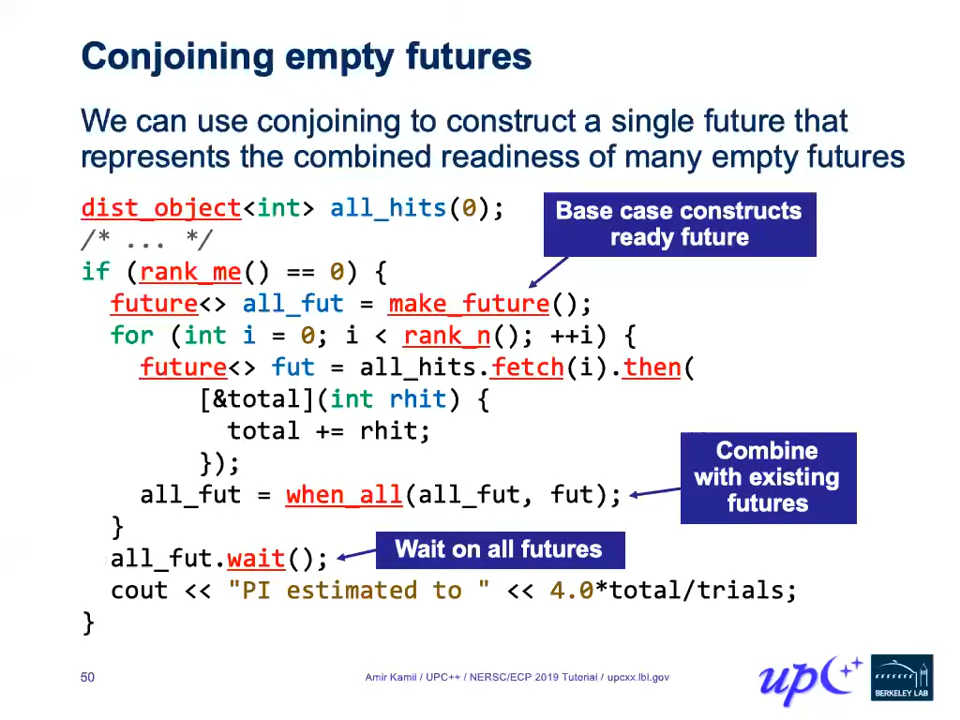 Conjoining empty futures
We can use conjoining to construct a single future that
represents the combined readiness of many empty futures
dist_object<int> all_hits(0);
/* ... */
if (rank_me() == 0) {
  future<> all_fut = make_future();
  for (int i = 0; i < rank_n(); ++i) {
    future<> fut = all_hits.fetch(i).then(
        [&total](int rhit) {
          total += rhit;
        });
    all_fut = when_all(all_fut, fut);
  }
  all_fut.wait();
  cout << "PI estimated to " << 4.0*total/trials;
}
Base case constructs
ready future
Combine
with existing
futures
Wait on all futures
50
Amir Kamil / UPC++ / NERSC/ECP 2019 Tutorial / upcxx.lbl.gov
upC++
BERKELEY LAB